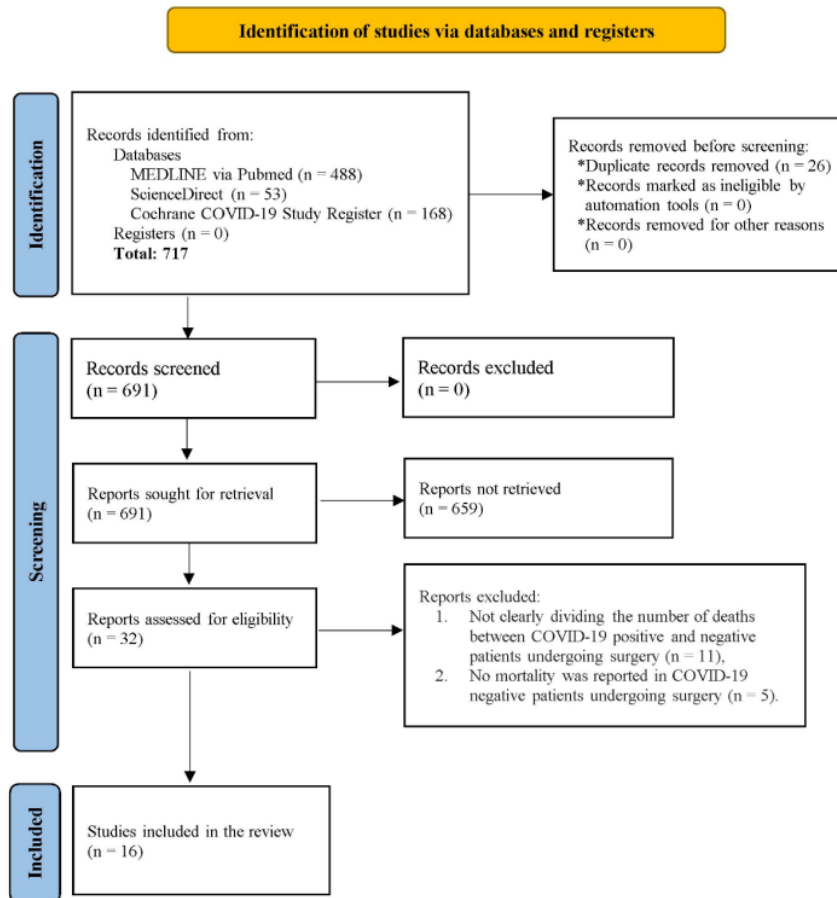 Identification of studies via databases and registers
Identification
Records identified from:
Databases
MEDLINE via Pubmed (n = 488)
ScienceDirect (n = 53)
Cochrane COVID-19 Study Register (n = 168)
Registers (n = 0)
Total: 717
Records removed before screening:
*Duplicate records removed (n = 26)
*Records marked as ineligible by
automation tools (n = 0)
*Records removed for other reasons
(n = 0)
Screening
Records screened
(n = 691)
Records excluded
(n = 0)
Reports sought for retrieval
(n = 691)
Reports not retrieved
(n = 659)
Reports assessed for eligibility
(n = 32)
Reports excluded:
1. Not clearly dividing the number of deaths
between COVID-19 positive and negative
patients undergoing surgery (n = 11),
2. No mortality was reported in COVID-19
negative patients undergoing surgery (n = 5).
Included
Studies included in the review
(n = 16)